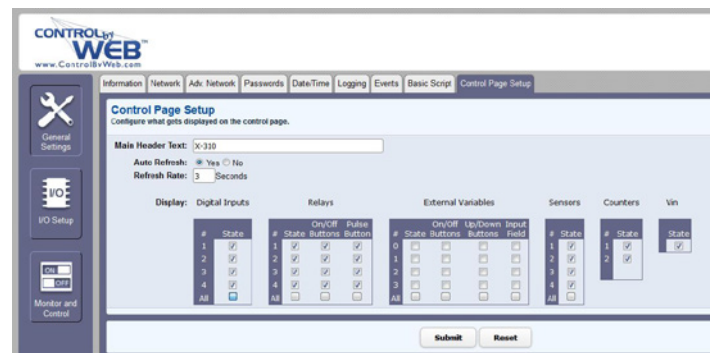 CONTROL by
WEB™
www.ControlByWeb.com
Information Network Adv. Network Passwords Date/Time Logging Events Basic Script Control Page Setup
Control Page Setup
Configure what gets displayed on the control page.
General
Settings
Main Header Text: X-310
Auto Refresh: Yes No
Refresh Rate: 3 Seconds
Display: Digital Inputs Relays External Variables Sensors Counters Vin
I/O
I/O Setup
On/Off Pulse On/Off Up/Down Input
# State # State Buttons Button # State Buttons Buttons Field # State # State State
1 1 0 1 1
2 2 1 2 2
3 3 2 3
4 4 3 4
All All All All
ON
OFF
Monitor and
Control
Submit Reset